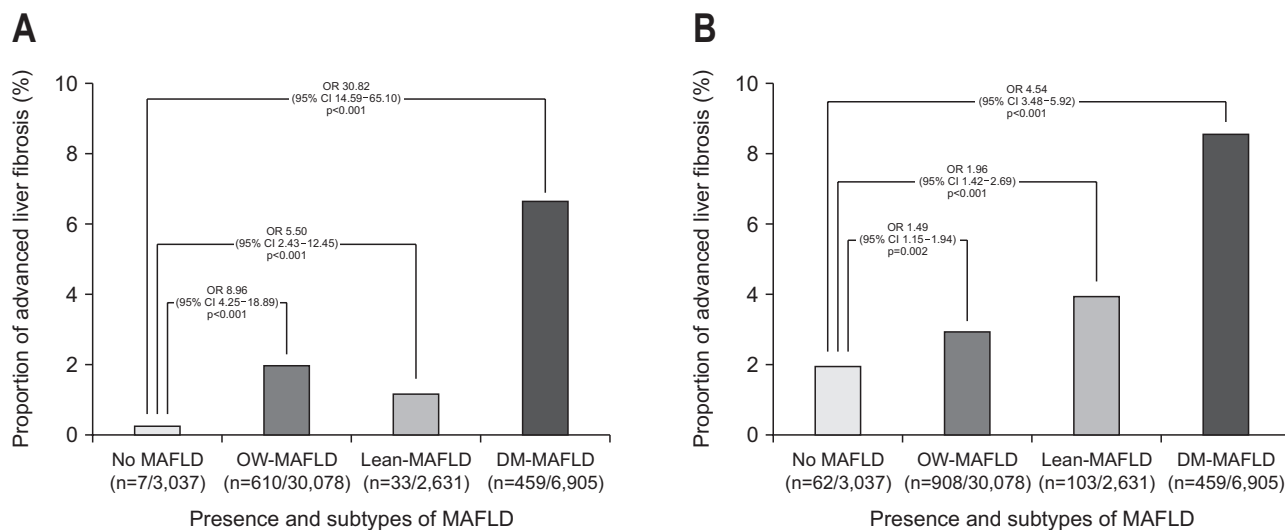 A
Proportion of advanced liver fibrosis (%)
10
8
6
4
2
0
OR 30.82
(95% CI 14.59−65.10)
p<0.001
OR 5.50
(95% CI 2.43−12.45)
p<0.001
OR 8.96
(95% CI 4.25−18.89)
p<0.001
No MAFLD OW-MAFLD Lean-MAFLD DM-MAFLD
(n=7/3,037) (n=610/30,078) (n=33/2,631) (n=459/6,905)
Presence and subtypes of MAFLD
B
Proportion of advanced liver fibrosis (%)
10
8
6
4
2
0
OR 4.54
(95% CI 3.48−5.92)
p<0.001
OR 1.96
(95% CI 1.42−2.69)
p<0.001
OR 1.49
(95% CI 1.15−1.94)
p=0.002
No MAFLD OW-MAFLD Lean-MAFLD DM-MAFLD
(n=62/3,037) (n=908/30,078) (n=103/2,631) (n=459/6,905)
Presence and subtypes of MAFLD